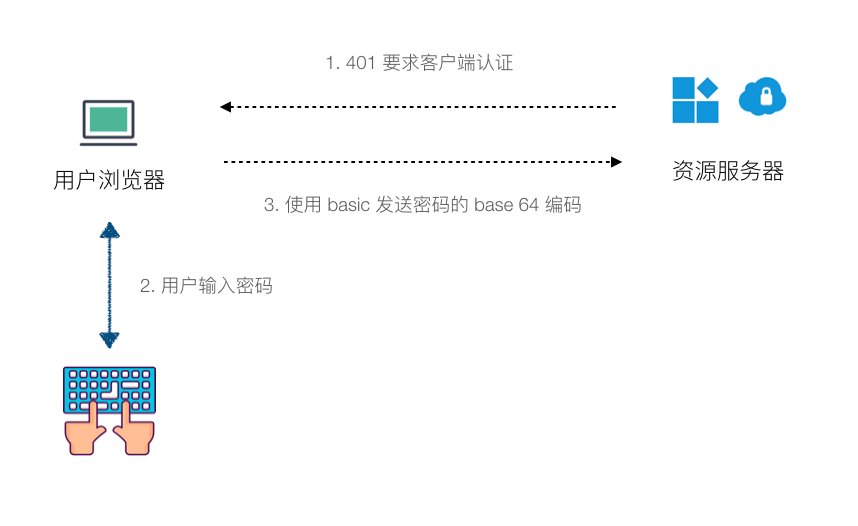 1. 401 要求客户端认证
用户浏览器
资源服务器
3. 使用 basic 发送密码的 base 64 编码
2. 用户输入密码